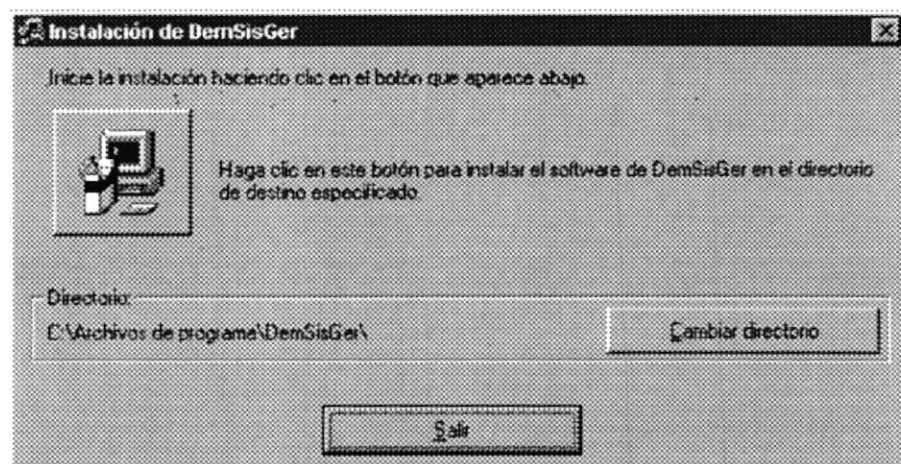 Instalación de DemSisGer
Inicie la instalación haciendo clic en el botón que aparece abajo.
Haga clic en este botón para instalar el software de DemSisGer en el directorio
de destino especificado.
Directorio:
C:\Archivos de programa\DemSisGer\
Cambiar directorio
Salir